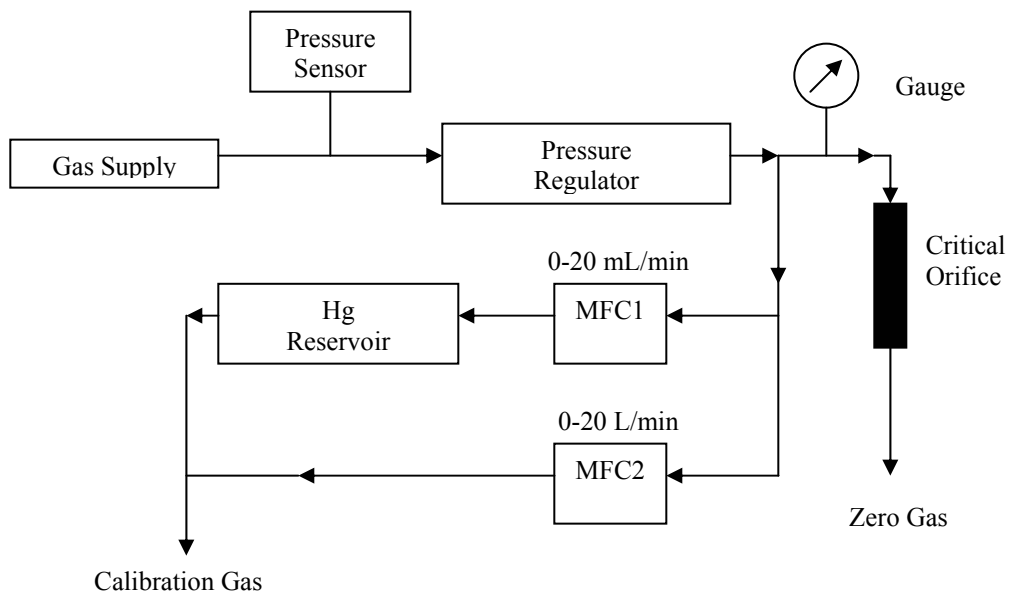 Pressure
Sensor
Gauge
Gas Supply
Pressure
Regulator
Critical
Orifice
0-20 mL/min
MFC1
Hg
Reservoir
0-20 L/min
MFC2
Zero Gas
Calibration Gas